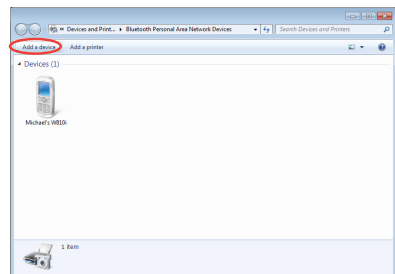 « Devices and Print... ▸ Bluetooth Personal Area Network Devices
Search Devices and Printers
Add a device
Add a printer
Devices (1)
Michael's W810i
1 item